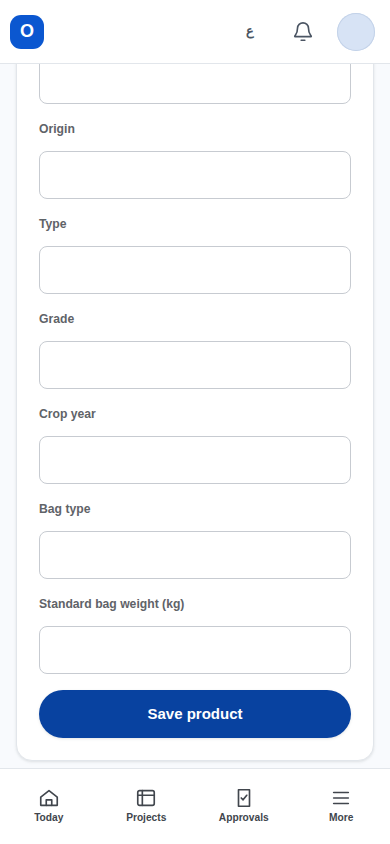 O
ع
Origin
Type
Grade
Crop year
Bag type
Standard bag weight (kg)
Save product
Today
Projects
Approvals
More